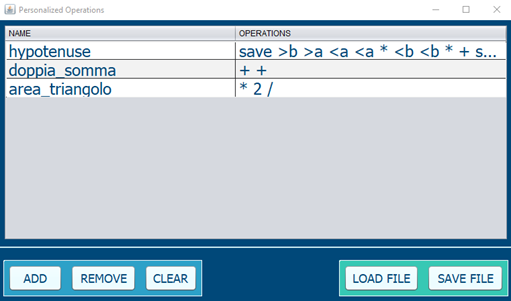 Personalized Operations
NAME OPERATIONS
hypotenuse save >b >a <a <a * <b <b * + s...
doppia_somma + +
area_triangolo * 2 /
ADD REMOVE CLEAR LOAD FILE SAVE FILE